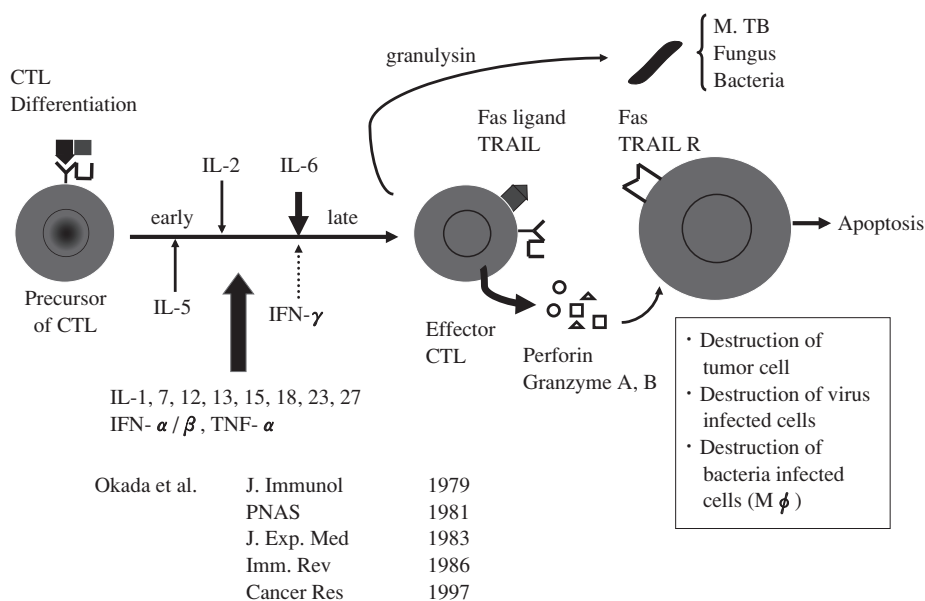 granulysin
M. TB
Fungus
Bacteria
CTL
Differentiation
Fas ligand
TRAIL
Fas
TRAIL R
IL-2
IL-6
early
late
Apoptosis
Precursor
of CTL
IL-5
IFN-γ
Effector
CTL
Perforin
Granzyme A, B
IL-1, 7, 12, 13, 15, 18, 23, 27
IFN- α / β , TNF- α
・ Destruction of
tumor cell
・ Destruction of virus
infected cells
・ Destruction of
bacteria infected
cells (M ϕ )
Okada et al. J. Immunol 1979
PNAS 1981
J. Exp. Med 1983
Imm. Rev 1986
Cancer Res 1997